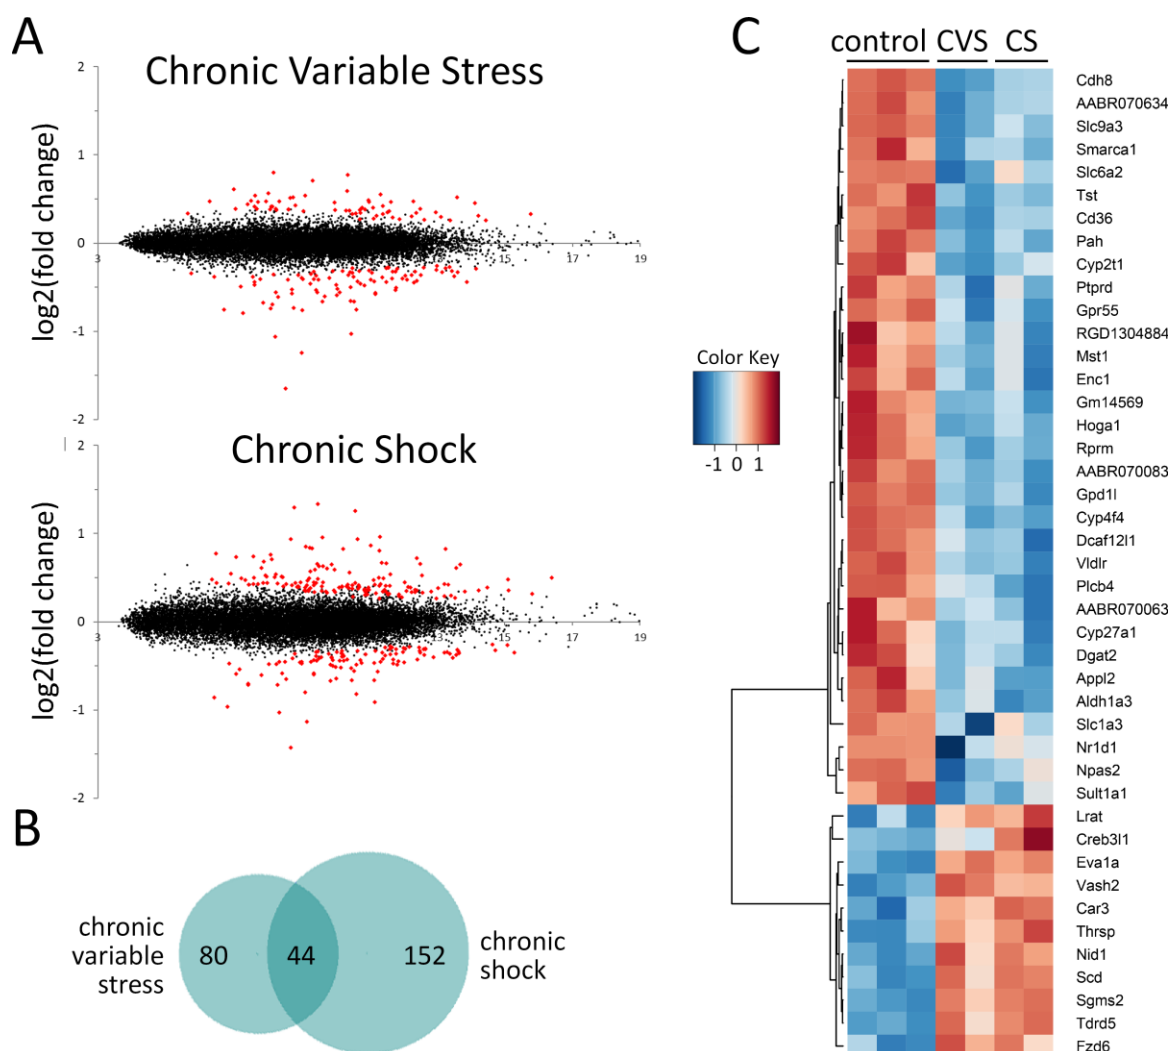 A
Chronic Variable Stress
log2(fold change)
2
1
0
-1
-2
3
15
17
19
Chronic Shock
log2(fold change)
2
1
0
-1
-2
3
13
15
17
19
B
chronic
variable
stress
80
44
152
chronic
shock
C
control CVS CS
Color Key
-1 0 1
Cdh8
AABR070634
Slc9a3
Smarca1
Slc6a2
Tst
Cd36
Pah
Cyp2t1
Ptprd
Gpr55
RGD1304884
Mst1
Enc1
Gm14569
Hoga1
Rprm
AABR070083
Gpd1l
Cyp4f4
Dcaf12l1
Vldlr
Plcb4
AABR070063
Cyp27a1
Dgat2
Appl2
Aldh1a3
Slc1a3
Nr1d1
Npas2
Sult1a1
Lrat
Creb3l1
Eva1a
Vash2
Car3
Thrsp
Nid1
Scd
Sgms2
Tdrd5
Fzd6